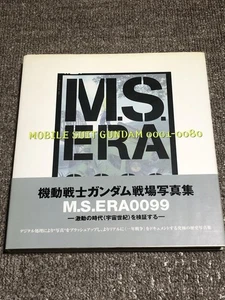 M.S.
MOBILE SUIT GUNDAM 0001-0080
ERA
機動戦士ガンダム戦場写真集
M.S.ERA0099
―激動の時代〈宇宙世紀〉を検証する―